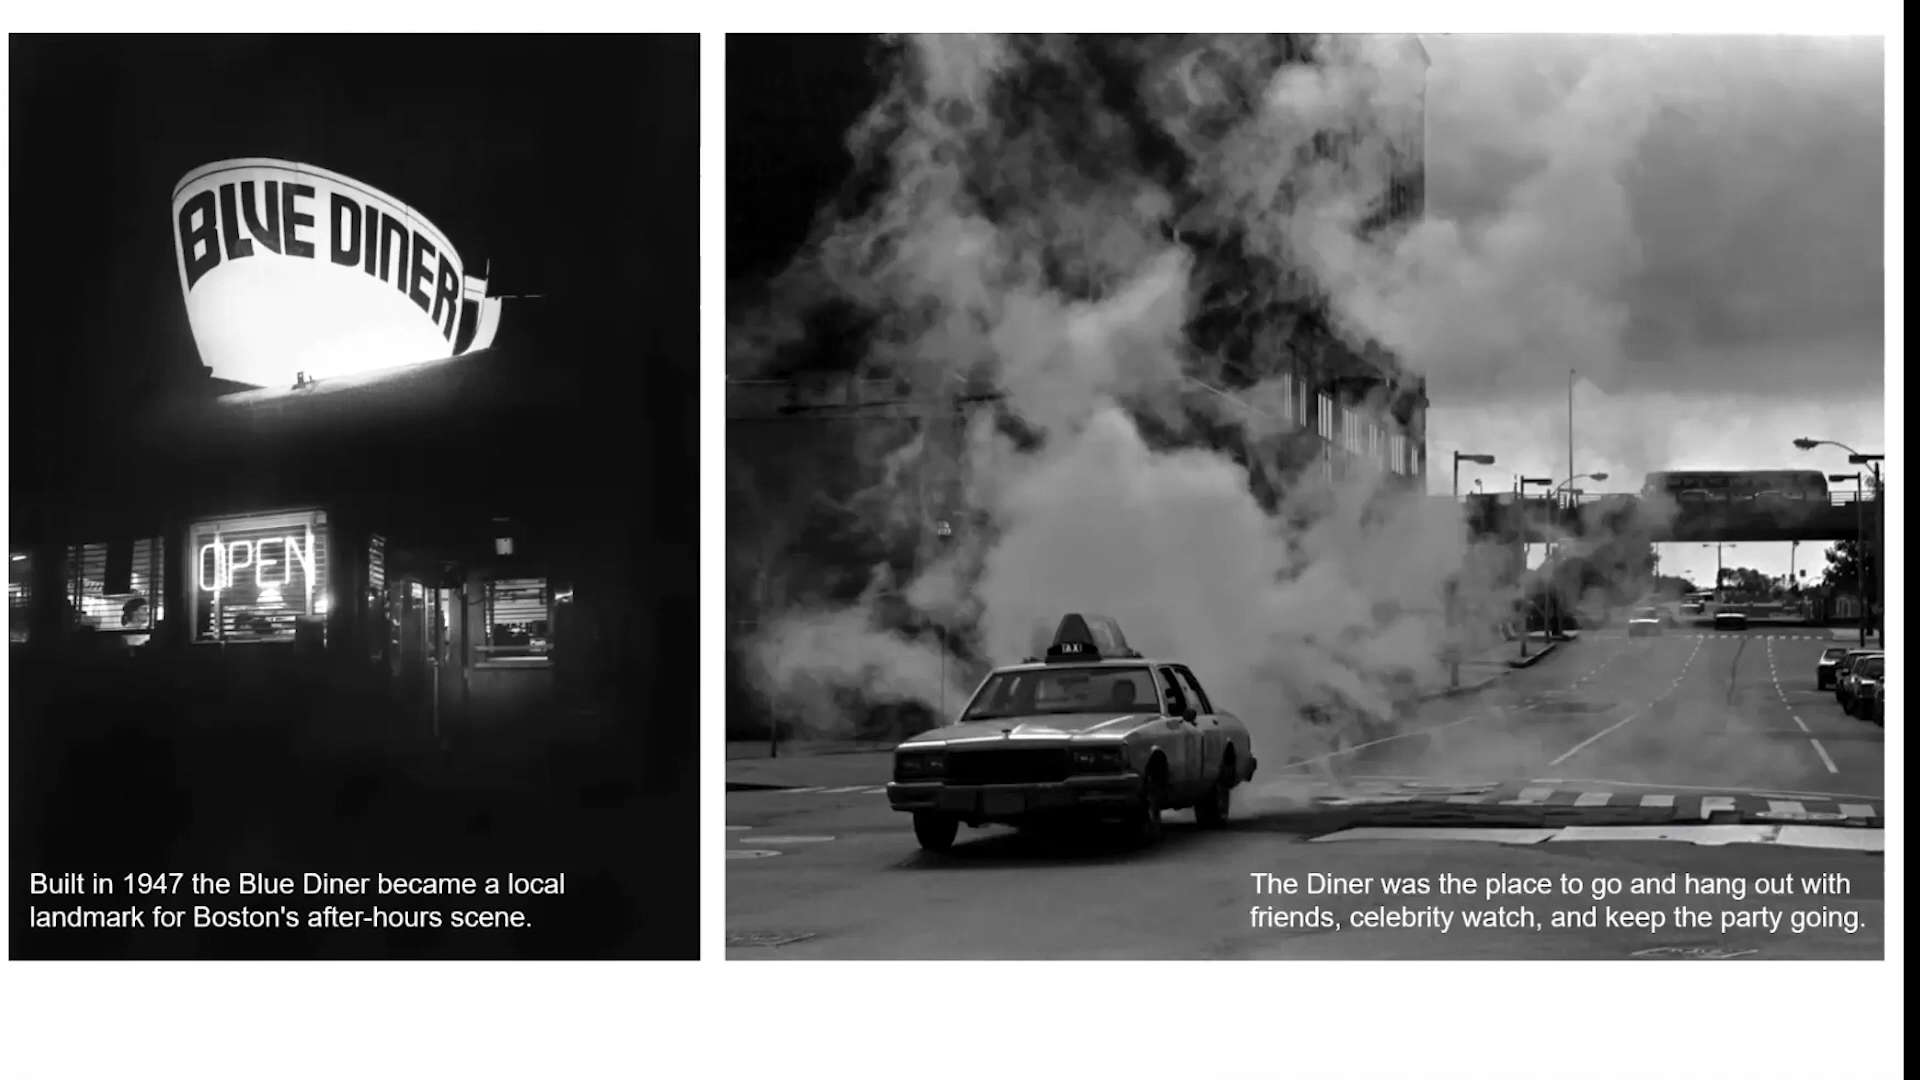 BLUE DINER
OPEN
Built in 1947 the Blue Diner became a local
landmark for Boston's after-hours scene.
TAXI
The Diner was the place to go and hang out with
friends, celebrity watch, and keep the party going.